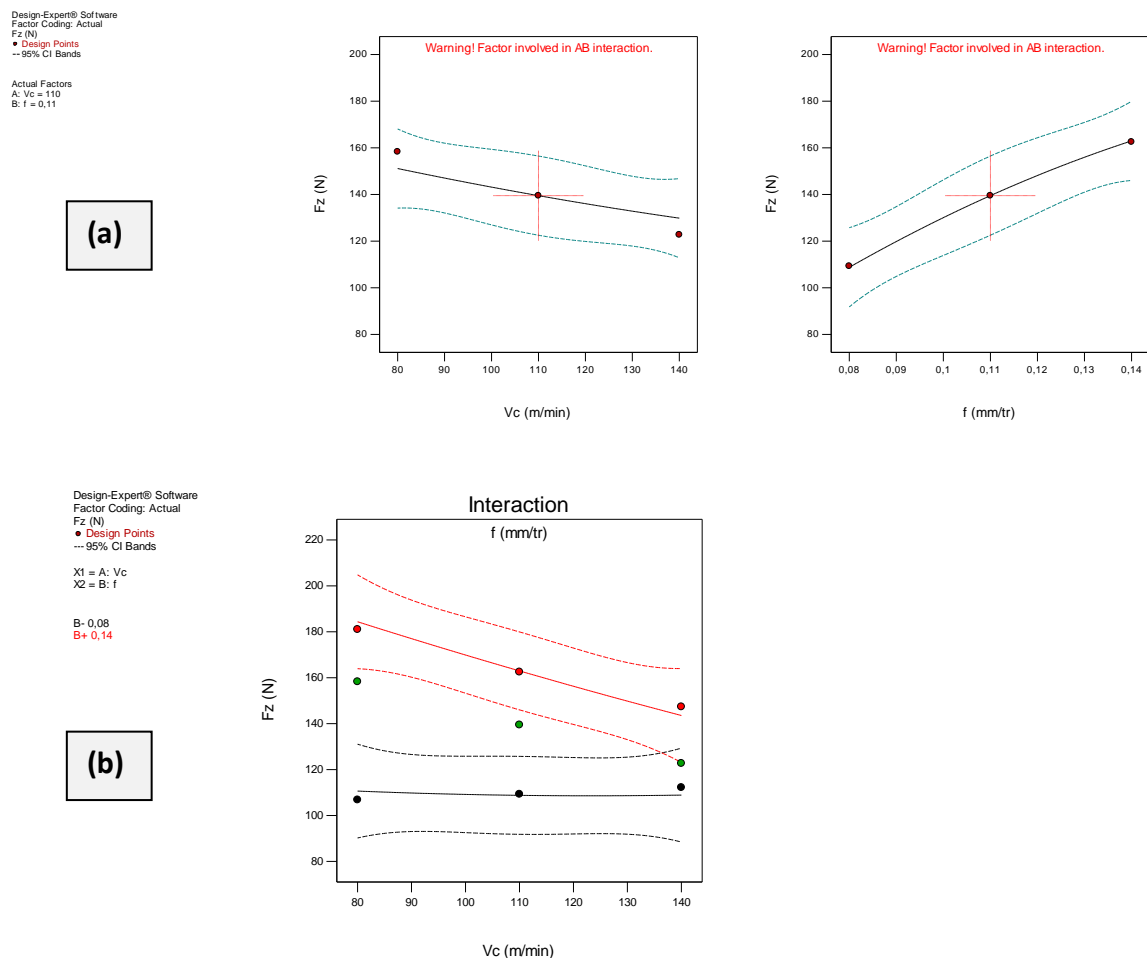 Design-Expert® Software
Factor Coding: Actual
Fz (N)
Design Points
95% CI Bands
Actual Factors
A: Vc = 110
B: f = 0,11
(a)
Warning! Factor involved in AB interaction.
200
180
160
140
120
100
80
Fz (N)
80 90 100 110 120 130 140
Vc (m/min)
Warning! Factor involved in AB interaction.
200
180
160
140
120
100
80
Fz (N)
0,08 0,09 0,1 0,11 0,12 0,13 0,14
f (mm/tr)
Design-Expert® Software
Factor Coding: Actual
Fz (N)
Design Points
95% CI Bands
X1 = A: Vc
X2 = B: f
B- 0,08
B+ 0,14
(b)
Interaction
f (mm/tr)
220
200
180
160
140
120
100
80
Fz (N)
80 90 100 110 120 130 140
Vc (m/min)